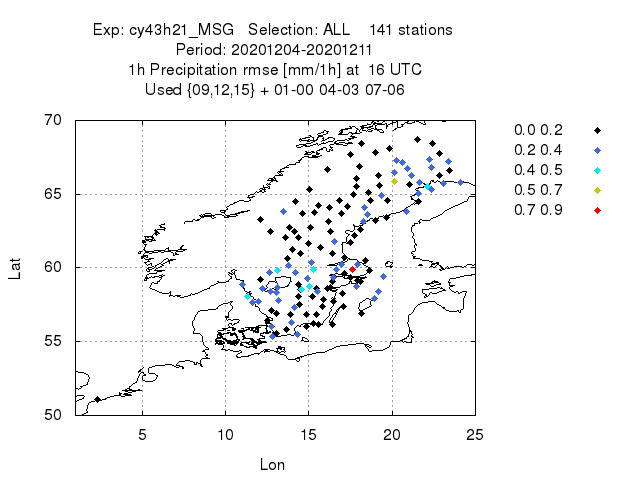 Exp: cy43h21_MSG   Selection: ALL    141 stations
Period: 20201204-20201211
1h Precipitation rmse [mm/1h] at  16 UTC
Used {09,12,15} + 01-00 04-03 07-06
70
65
60
55
50
Lat
5 10 15 20 25
Lon
0.0 0.2
0.2 0.4
0.4 0.5
0.5 0.7
0.7 0.9